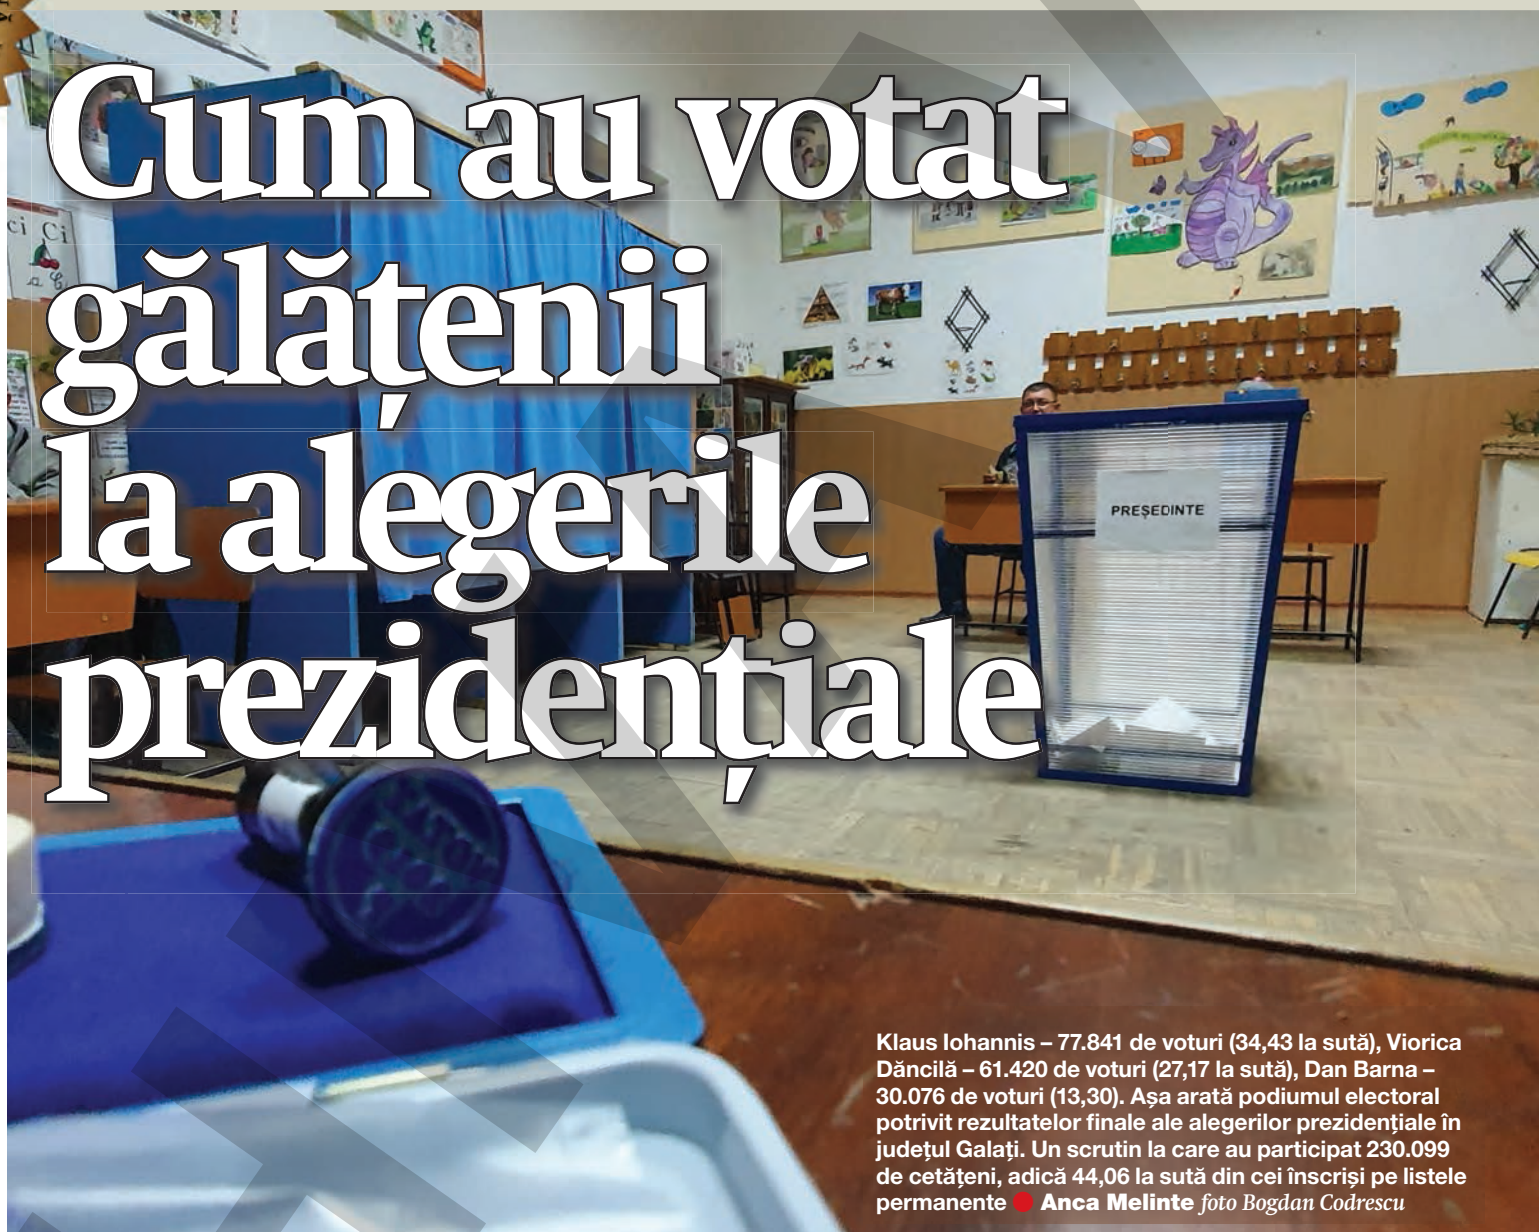 Cum au votat
gălățenii
la alegerile
prezidențiale
ci Ci
PREȘEDINTE
Klaus Iohannis – 77.841 de voturi (34,43 la sută), Viorica
Dăncilă – 61.420 de voturi (27,17 la sută), Dan Barna –
30.076 de voturi (13,30). Așa arată podiumul electoral
potrivit rezultatelor finale ale alegerilor prezidențiale în
județul Galați. Un scrutin la care au participat 230.099
de cetățeni, adică 44,06 la sută din cei înscriși pe listele
permanente ● Anca Melinte foto Bogdan Codrescu